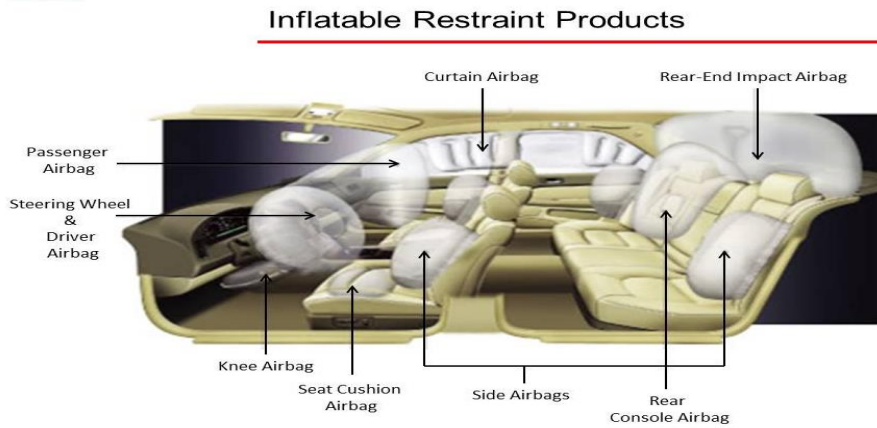 Inflatable Restraint Products
Curtain Airbag
Rear-End Impact Airbag
Passenger
Airbag
Steering Wheel
&
Driver
Airbag
Knee Airbag
Seat Cushion
Airbag
Side Airbags
Rear
Console Airbag